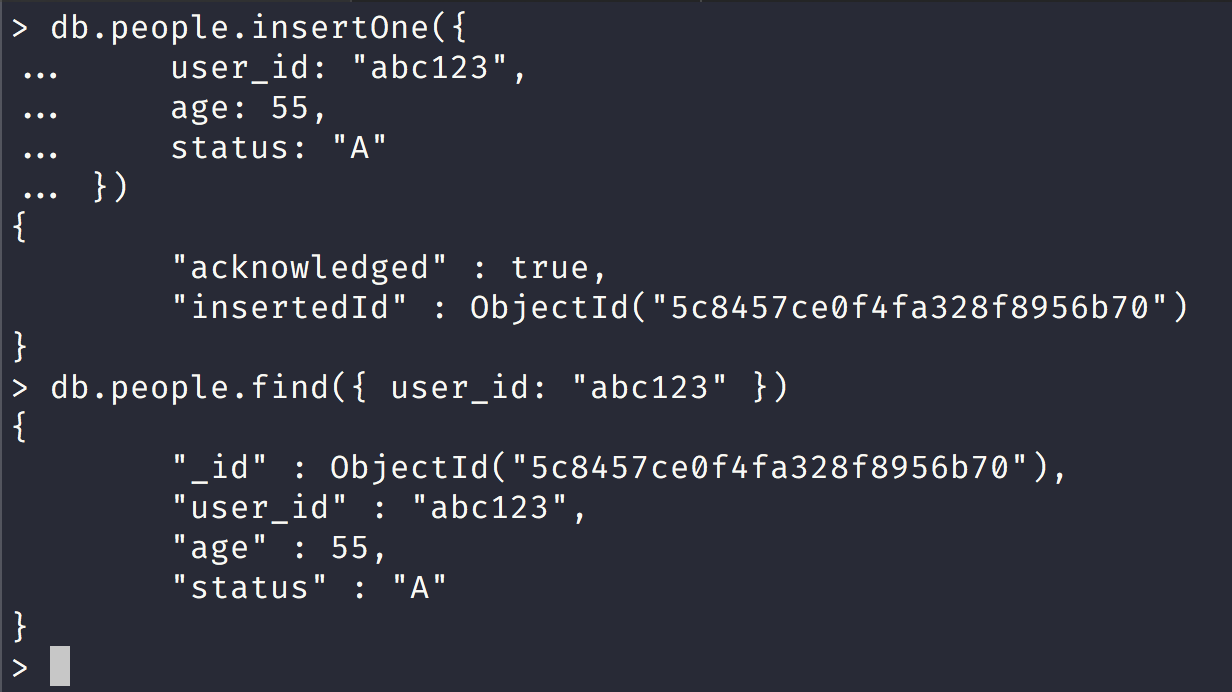 > db.people.insertOne({
...     user_id: "abc123",
...     age: 55,
...     status: "A"
... })
{
        "acknowledged" : true,
        "insertedId" : ObjectId("5c8457ce0f4fa328f8956b70")
}
> db.people.find({ user_id: "abc123" })
{
        "_id" : ObjectId("5c8457ce0f4fa328f8956b70"),
        "user_id" : "abc123",
        "age" : 55,
        "status" : "A"
}
>